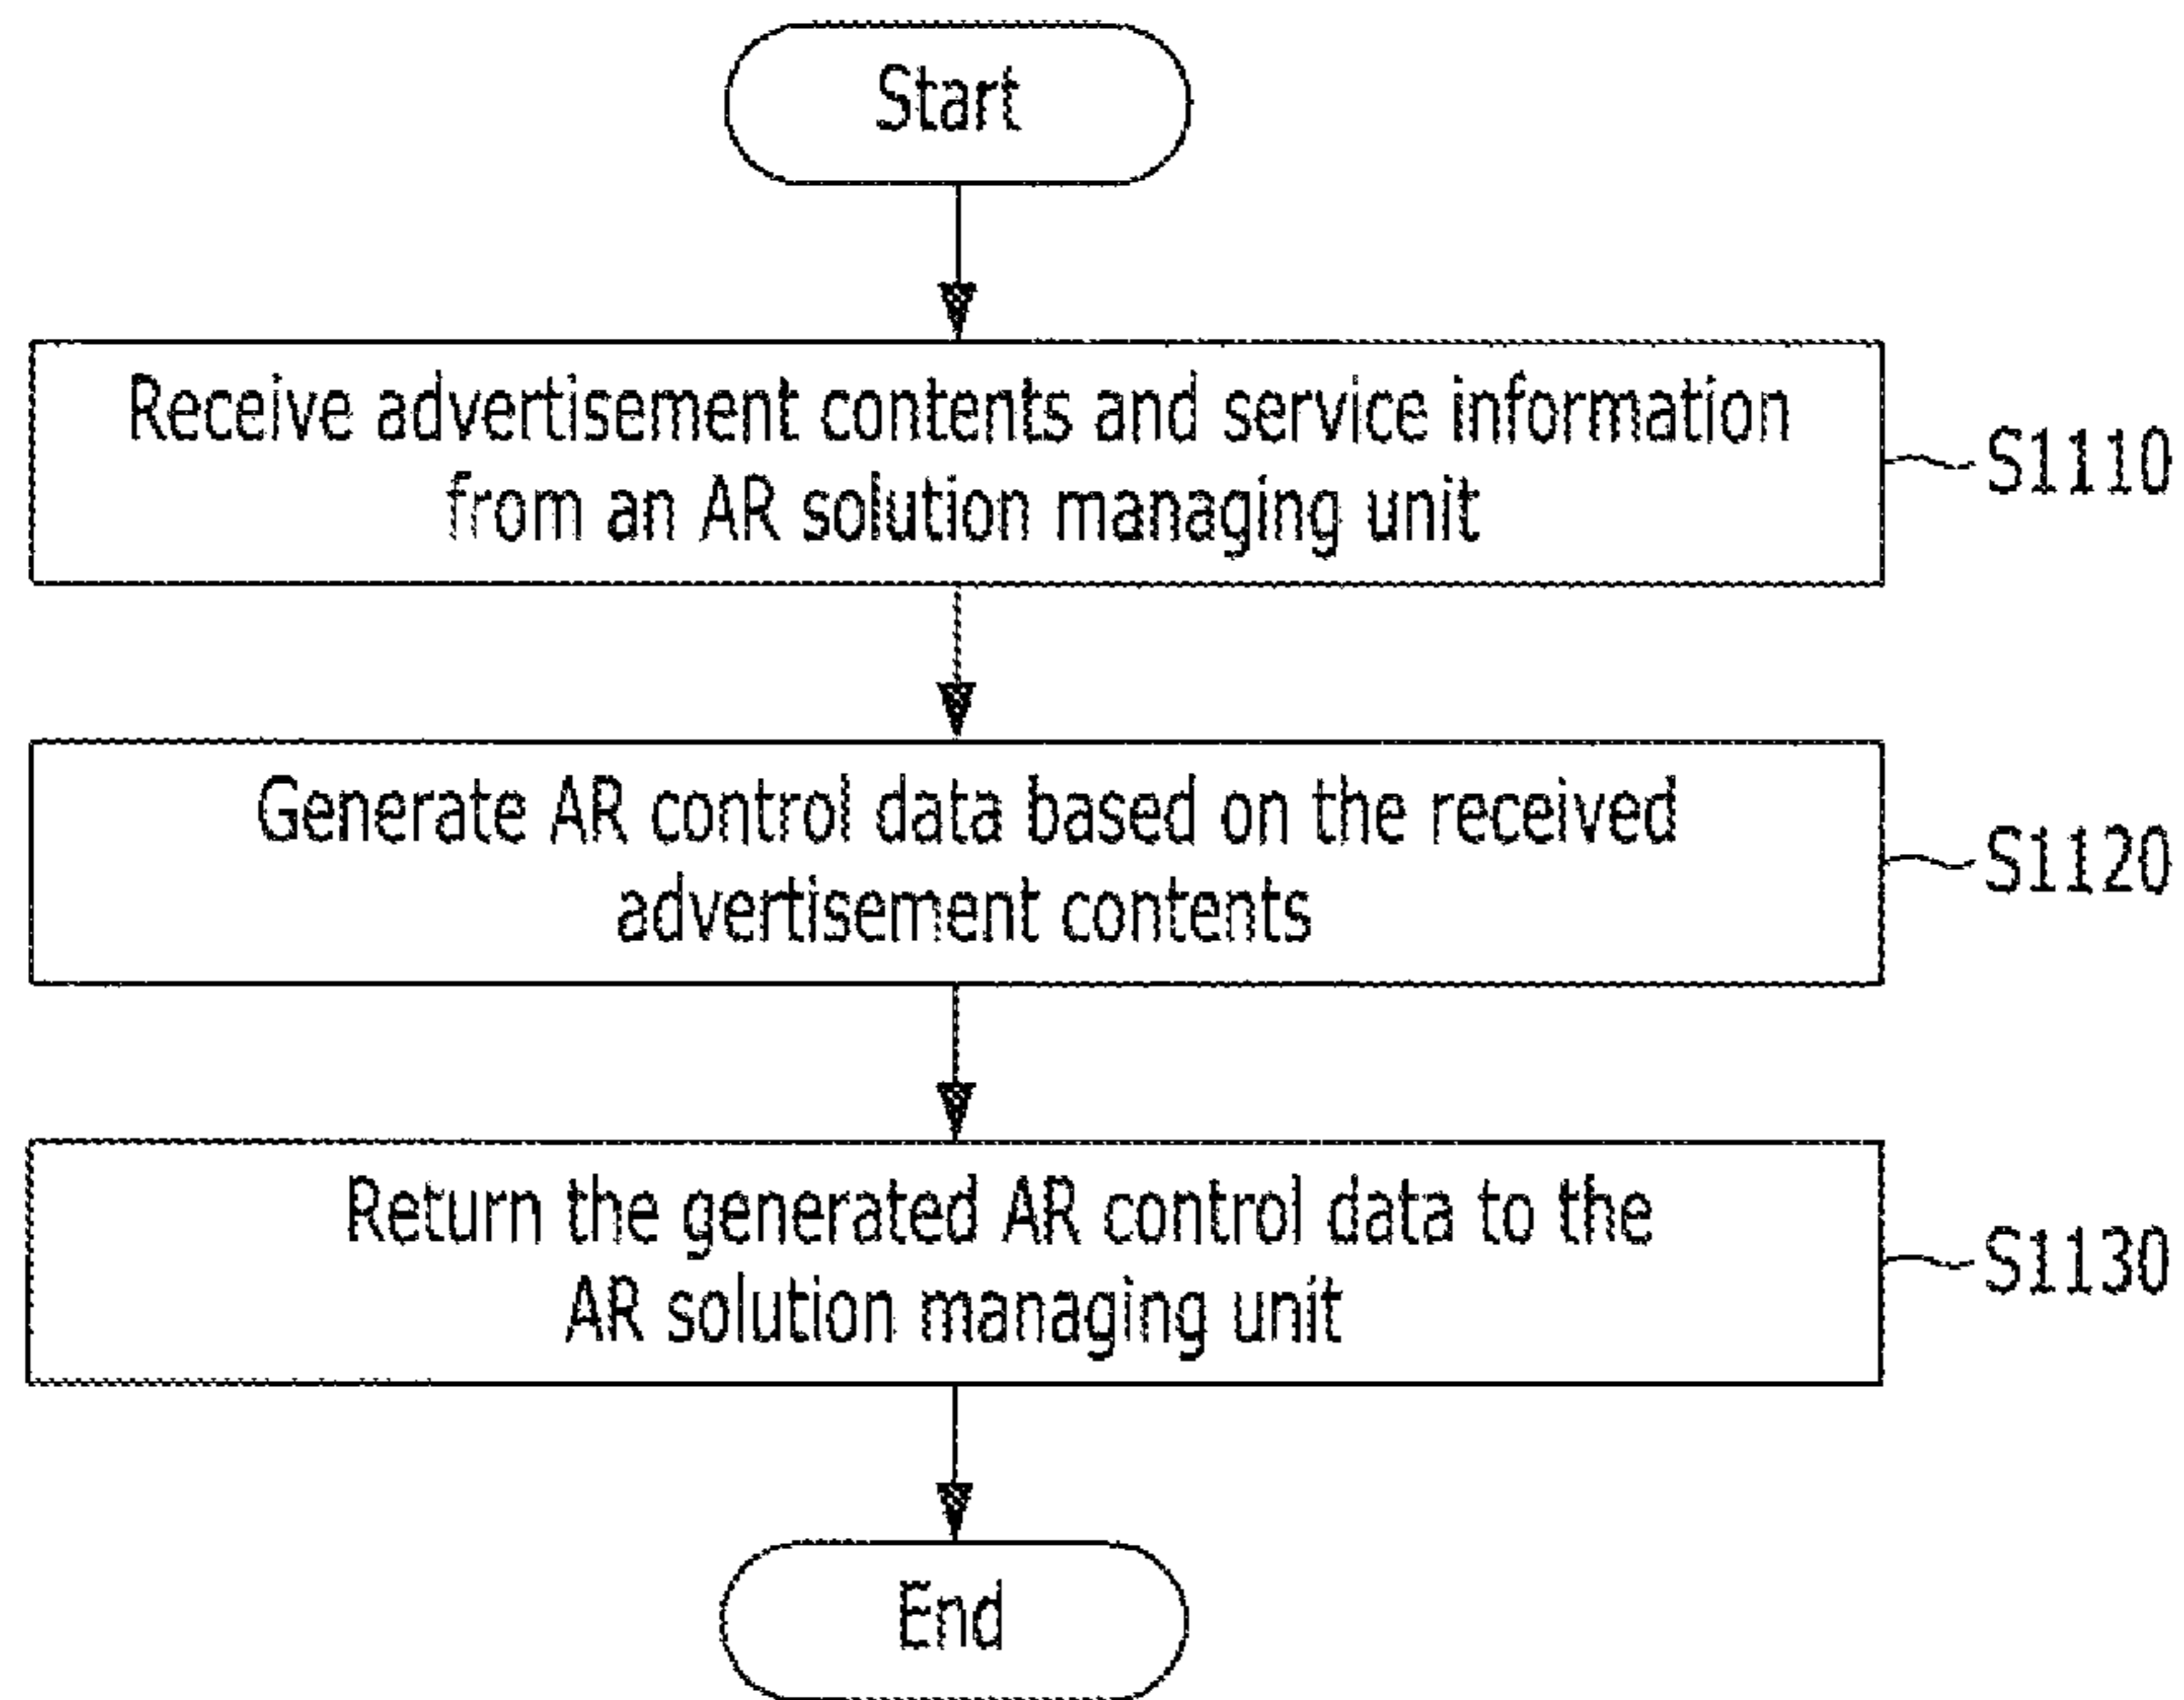 Start
Receive advertisement contents and service information
from an AR solution managing unit
S1110
Generate AR control data based on the received
advertisement contents
S1120
Return the generated AR control data to the
AR solution managing unit
S1130
End